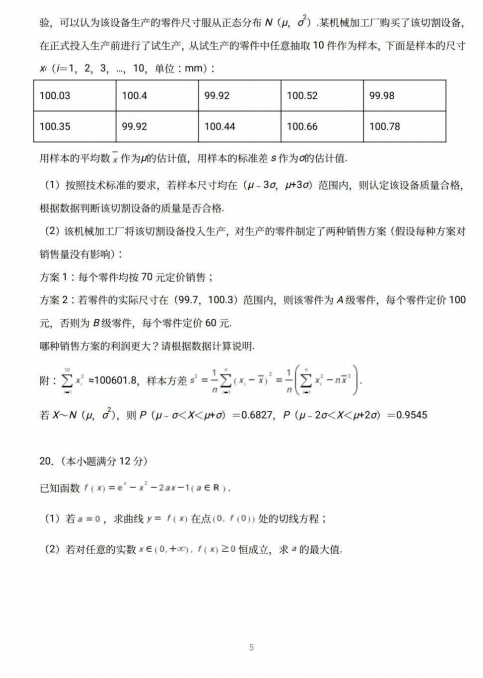 验，可以认为该设备生产的零件尺寸服从正态分布 N（μ，σ²）.某机械加工厂购买了该切割设备，
在正式投入生产前进行了试生产，从试生产的零件中任意抽取 10 件作为样本，下面是样本的尺寸
xᵢ（i=1，2，3，…，10，单位：mm）：
100.03 100.4 99.92 100.52 99.98
100.35 99.92 100.44 100.66 100.78
用样本的平均数 x̄ 作为μ的估计值，用样本的标准差 s 作为σ的估计值.
（1）按照技术标准的要求，若样本尺寸均在（μ﹣3σ，μ+3σ）范围内，则认定该设备质量合格，
根据数据判断该切割设备的质量是否合格.
（2）该机械加工厂将该切割设备投入生产，对生产的零件制定了两种销售方案（假设每种方案对
销售量没有影响）：
方案 1：每个零件均按 70 元定价销售；
方案 2：若零件的实际尺寸在（99.7，100.3）范围内，则该零件为 A 级零件，每个零件定价 100
元，否则为 B 级零件，每个零件定价 60 元.
哪种销售方案的利润更大？请根据数据计算说明.
附：∑_{i=1}^{10} xᵢ² ≈100601.8，样本方差 s² = 1/n ∑_{i=1}^{n} (xᵢ − x̄)² = 1/n (∑_{i=1}^{n} xᵢ² − n x̄²).
若 X～N（μ，σ²），则 P（μ﹣σ<X<μ+σ）=0.6827，P（μ﹣2σ<X<μ+2σ）=0.9545
20.（本小题满分 12 分）
已知函数 f(x) = eˣ − x² − 2ax − 1(a∈R).
（1）若 a = 0，求曲线 y = f(x) 在点(0, f(0)) 处的切线方程；
（2）若对任意的实数 x∈(0,+∞), f(x) ≥ 0 恒成立，求 a 的最大值.
5